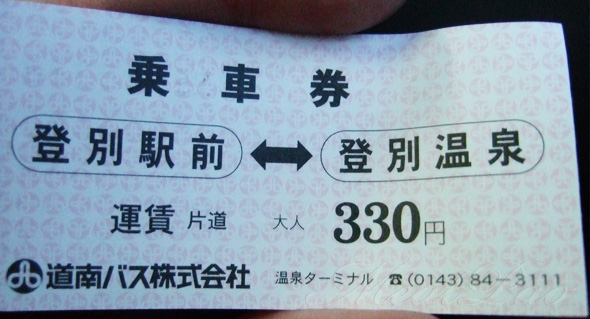 乗車券
登別駅前 ↔ 登別温泉
運賃 片道 大人 330円
道南バス株式会社 温泉ターミナル ☎(0143)84-3111